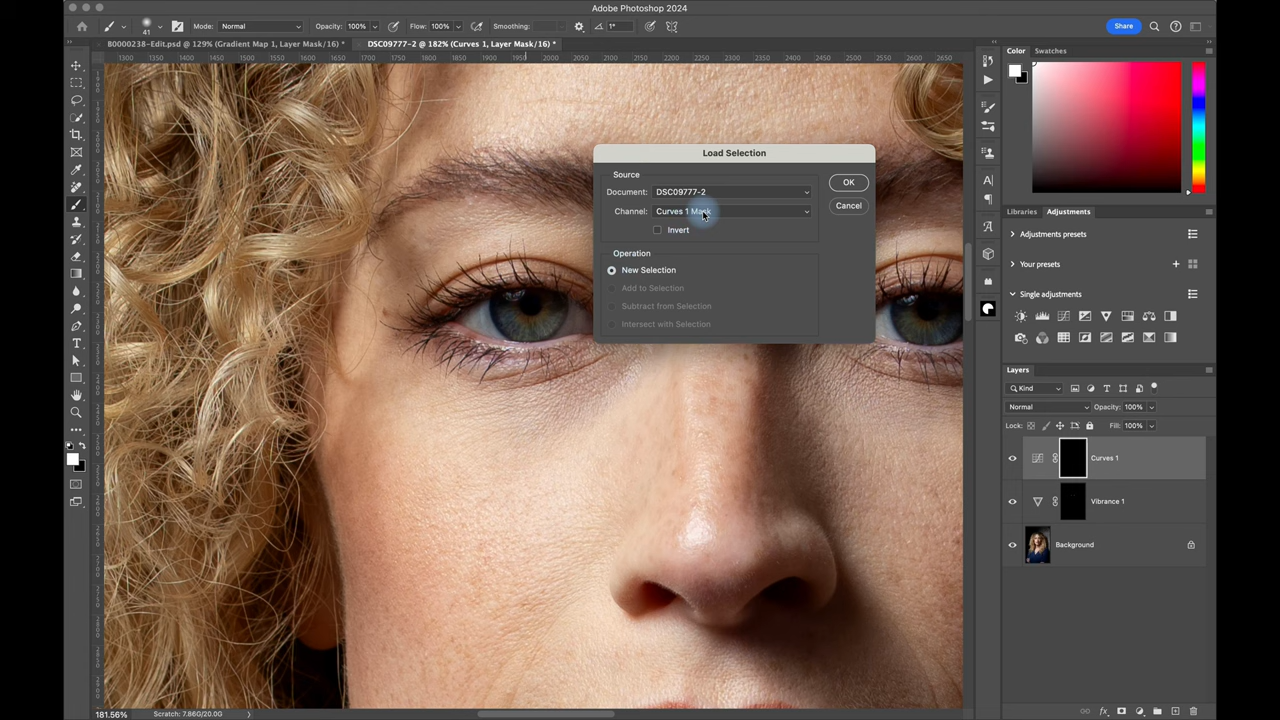 Adobe Photoshop 2024
41
Mode: Normal
Opacity: 100%
Flow: 100%
Smoothing:
1°
Share
B0000238-Edit.psd @ 129% (Gradient Map 1, Layer Mask/16) *
DSC09777-2 @ 182% (Curves 1, Layer Mask/16) *
1300 1350 1400 1450 1500 1550 1600 1650 1700 1750 1800 1850 1900 1950 2000 2050 2100 2150 2200 2250 2300 2350 2400 2450 2500 2550 2600 2650
Load Selection
Source
Document: DSC09777-2
Channel: Curves 1 Mask
Invert
OK
Cancel
Operation
New Selection
Add to Selection
Subtract from Selection
Intersect with Selection
Color Swatches
Libraries Adjustments
Adjustments presets
Your presets
Single adjustments
Layers
Kind
Normal
Opacity: 100%
Lock:
Fill: 100%
Curves 1
Vibrance 1
Background
181.56%
Scratch: 7.86G/20.0G